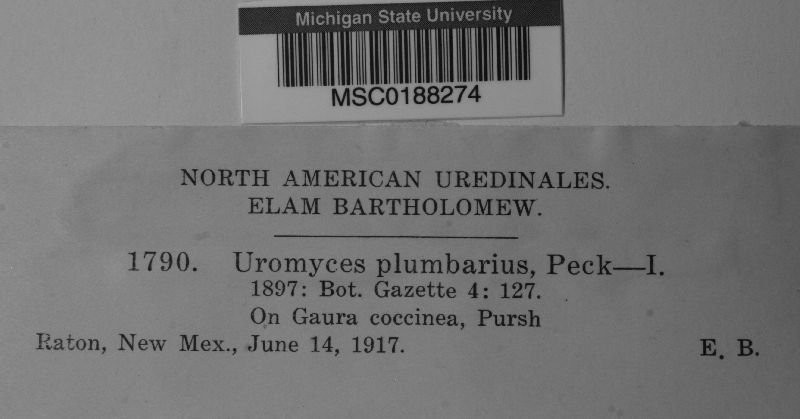 Michigan State University
MSC0188274
NORTH AMERICAN UREDINALES.
ELAM BARTHOLOMEW.
1790. Uromyces plumbarius, Peck—I.
1897: Bot. Gazette 4: 127.
On Gaura coccinea, Pursh
Raton, New Mex., June 14, 1917. E. B.